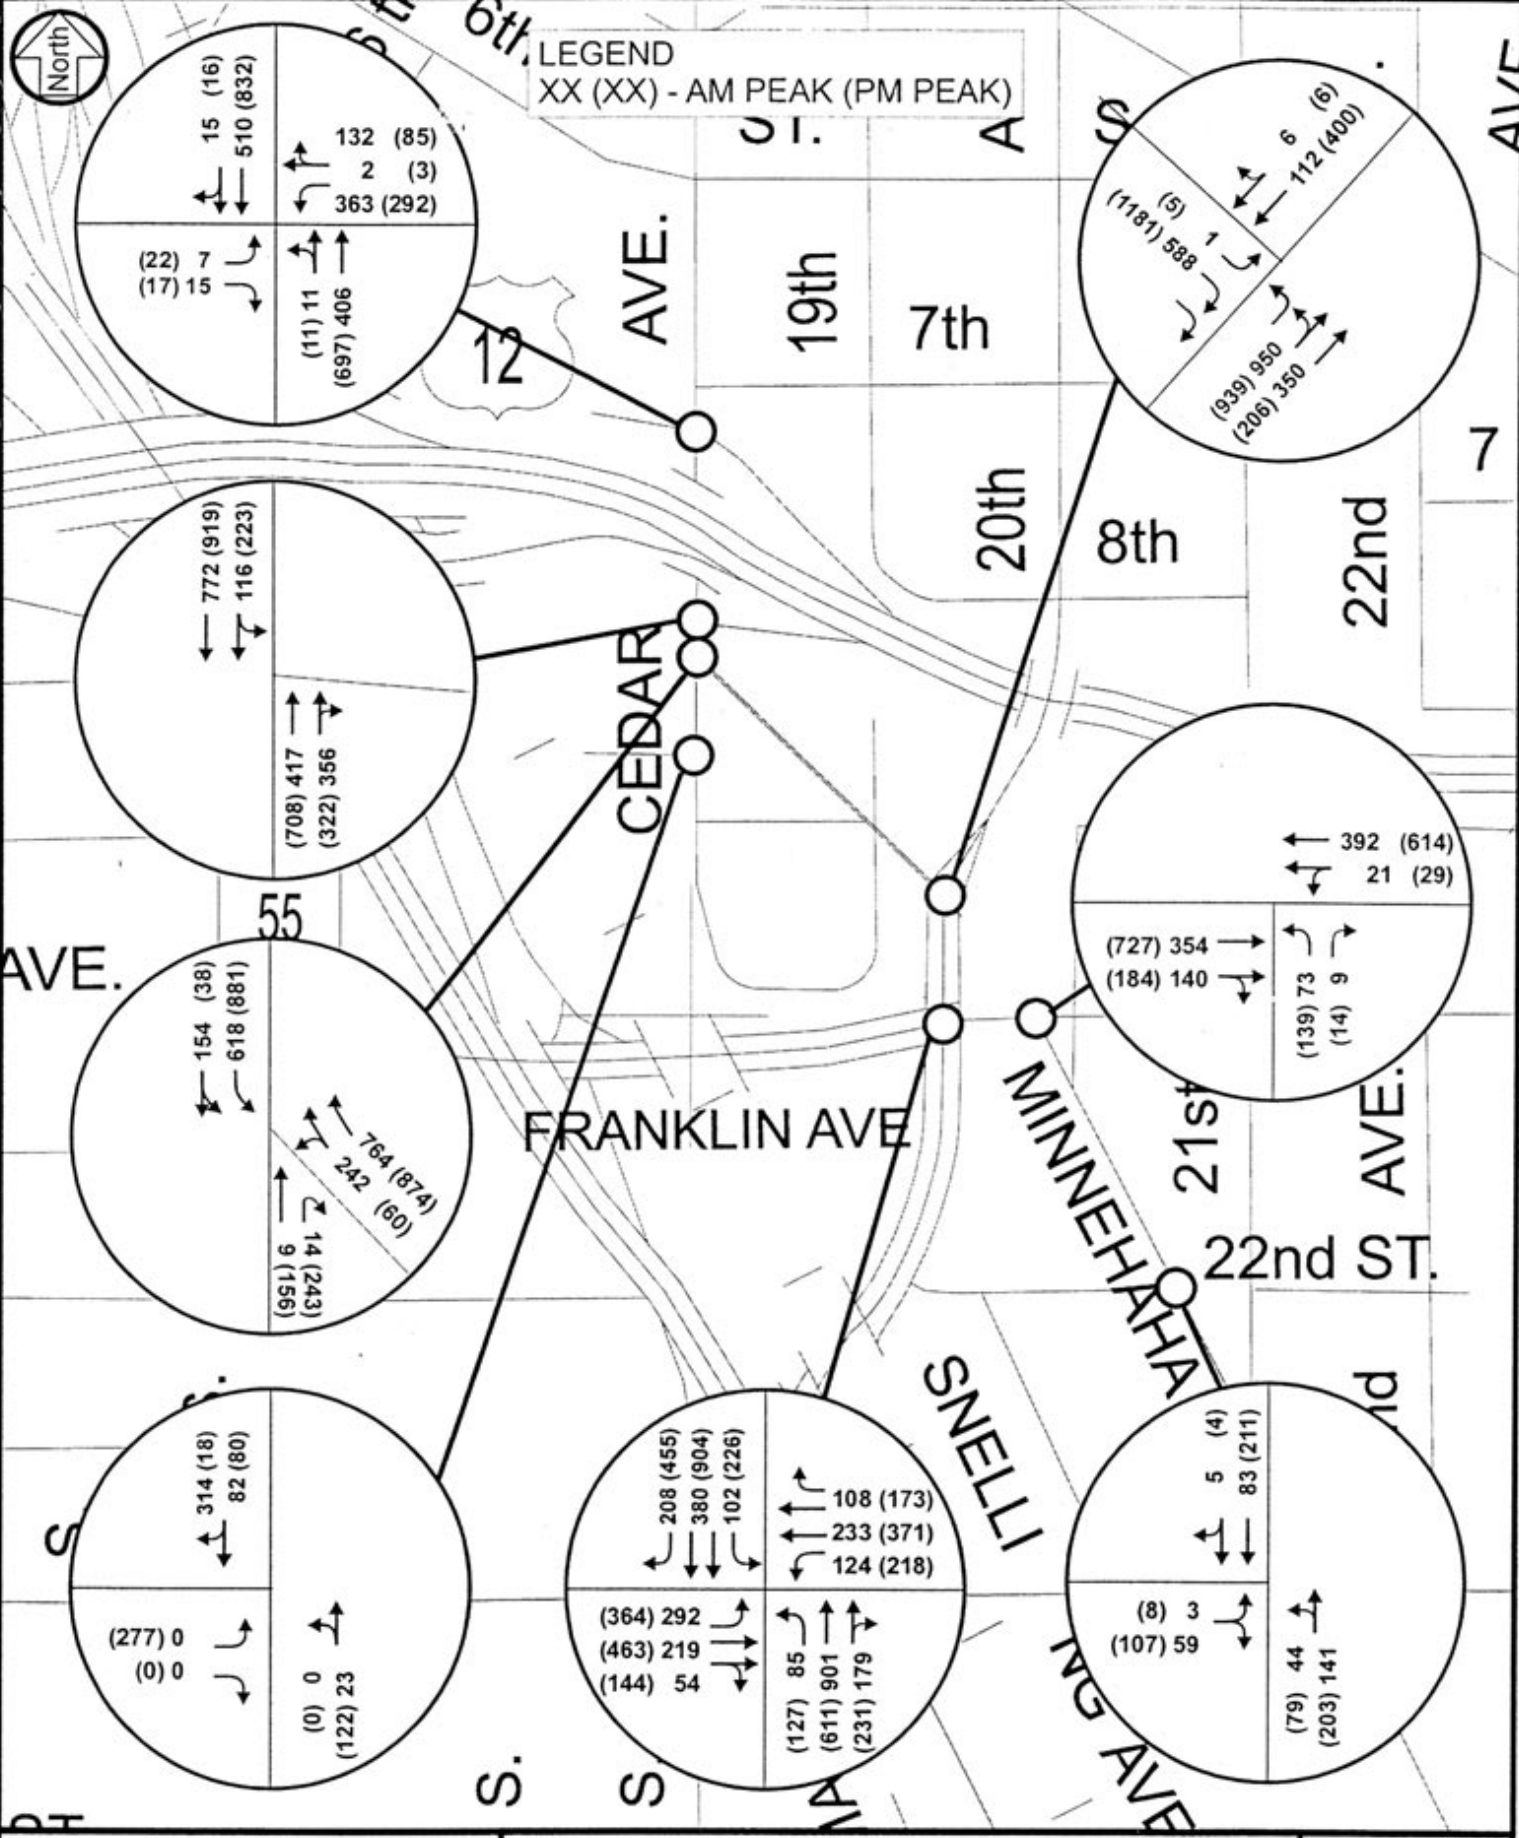 North
6th
LEGEND
XX (XX) - AM PEAK (PM PEAK)
ST.
A
S
AVE
15 (16)
510 (832)
132 (85)
2 (3)
363 (292)
(22) 7
(17) 15
(11) 11
(697) 406
6 (6)
112 (400)
(5) 1
(1181) 588
(939) 950
(206) 350
12
AVE.
19th
7th
7
20th
8th
22nd
772 (919)
116 (223)
(708) 417
(322) 356
CEDAR
55
AVE.
392 (614)
21 (29)
(727) 354
(184) 140
(139) 73
(14) 9
154 (38)
618 (881)
764 (874)
242 (60)
14 (243)
9 (156)
FRANKLIN AVE
MINNEHAHA
21st
AVE.
22nd ST.
SNELLI
NG AVE
nd
S.
S
314 (18)
82 (80)
(277) 0
(0) 0
0 (0)
(122) 23
208 (455)
380 (904)
102 (226)
108 (173)
233 (371)
124 (218)
(364) 292
(463) 219
(144) 54
(127) 85
(611) 901
(231) 179
5 (4)
83 (211)
(8) 3
(107) 59
(79) 44
(203) 141
S.
S.